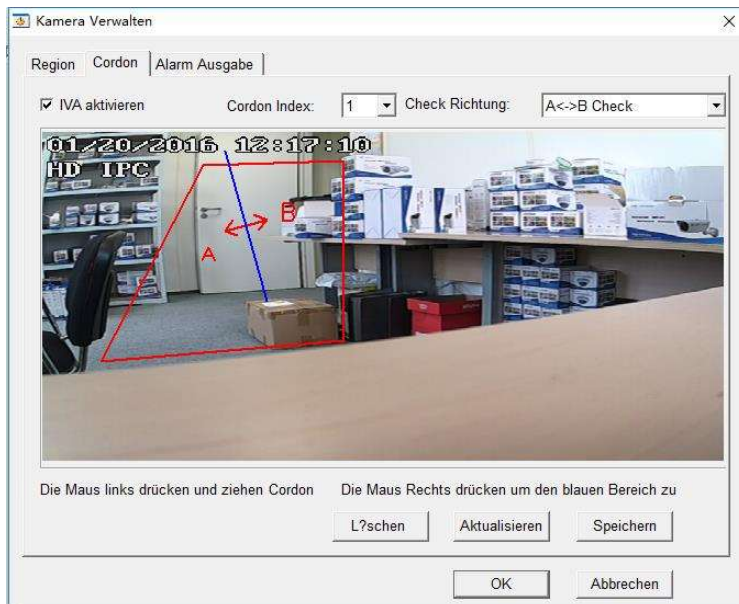 Kamera Verwalten
Region Cordon Alarm Ausgabe
IVA aktivieren Cordon Index: 1 Check Richtung: A<->B Check
01/20/2016 12:17:10
HD IPC
B
A
Die Maus links drücken und ziehen Cordon Die Maus Rechts drücken um den blauen Bereich zu
L?schen Aktualisieren Speichern
OK Abbrechen